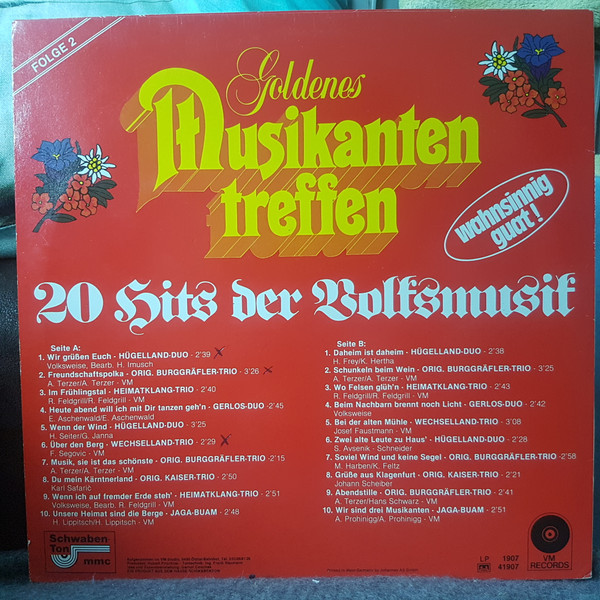 FOLGE 2
Goldenes
Musikanten
treffen
wahnsinnig
guat!
20 Hits der Volksmusik
Seite A:
1. Wir grüßen Euch - HÜGELLAND-DUO - 2'39
Volksweise, Bearb. H. Imusch
2. Freundschaftspolka - ORIG. BURGGRÄFLER-TRIO - 3'26
A. Terzer/A. Terzer - VM
3. Im Frühlingstal - HEIMATKLANG-TRIO - 2'40
R. Feldgrill/R. Feldgrill - VM
4. Heute abend will ich mit Dir tanzen geh'n - GERLOS-DUO - 2'45
E. Aschenwald/E. Aschenwald
5. Wenn der Wind - HÜGELLAND-DUO - 3'25
H. Seiter/G. Janna
6. Über den Berg - WECHSELLAND-TRIO - 2'29
F. Segovic - VM
7. Musik, sie ist das schönste - ORIG. BURGGRÄFLER-TRIO - 2'15
A. Terzer/A. Terzer - VM
8. Du mein Kärntnerland - ORIG. KAISER-TRIO - 2'50
Karl Safarič
9. Wenn ich auf fremder Erde steh' - HEIMATKLANG-TRIO - 2'51
Volksweise, Bearb. R. Feldgrill - VM
10. Unsere Heimat sind die Berge - JAGA-BUAM - 2'48
H. Lippitsch/H. Lippitsch - VM
Seite B:
1. Daheim ist daheim - HÜGELLAND-DUO - 2'38
H. Frey/K. Hertha
2. Schunkeln beim Wein - ORIG. BURGGRÄFLER-TRIO - 3'25
A. Terzer/A. Terzer - VM
3. Wo Felsen glüh'n - HEIMATKLANG-TRIO - 2'43
R. Feldgrill/R. Feldgrill - VM
4. Beim Nachbarn brennt noch Licht - GERLOS-DUO - 2'42
Volksweise
5. Bei der alten Mühle - WECHSELLAND-TRIO - 3'08
Josef Faustmann - VM
6. Zwei alte Leute zu Haus' - HÜGELLAND-DUO - 2'28
S. Avsenik - Schneider
7. Soviel Wind und keine Segel - ORIG. BURGGRÄFLER-TRIO - 2'58
M. Harben/K. Feltz
8. Grüße aus Klagenfurt - ORIG. KAISER-TRIO - 2'21
Johann Scheiber
9. Abendstille - ORIG. BURGGRÄFLER-TRIO - 2'41
A. Terzer/Hans Schwarz - VM
10. Wir sind drei Musikanten - JAGA-BUAM - 2'51
A. Prohinigg/A. Prohinigg - VM
Schwaben-
Ton
mmc
LP 1907
41907
VM
RECORDS